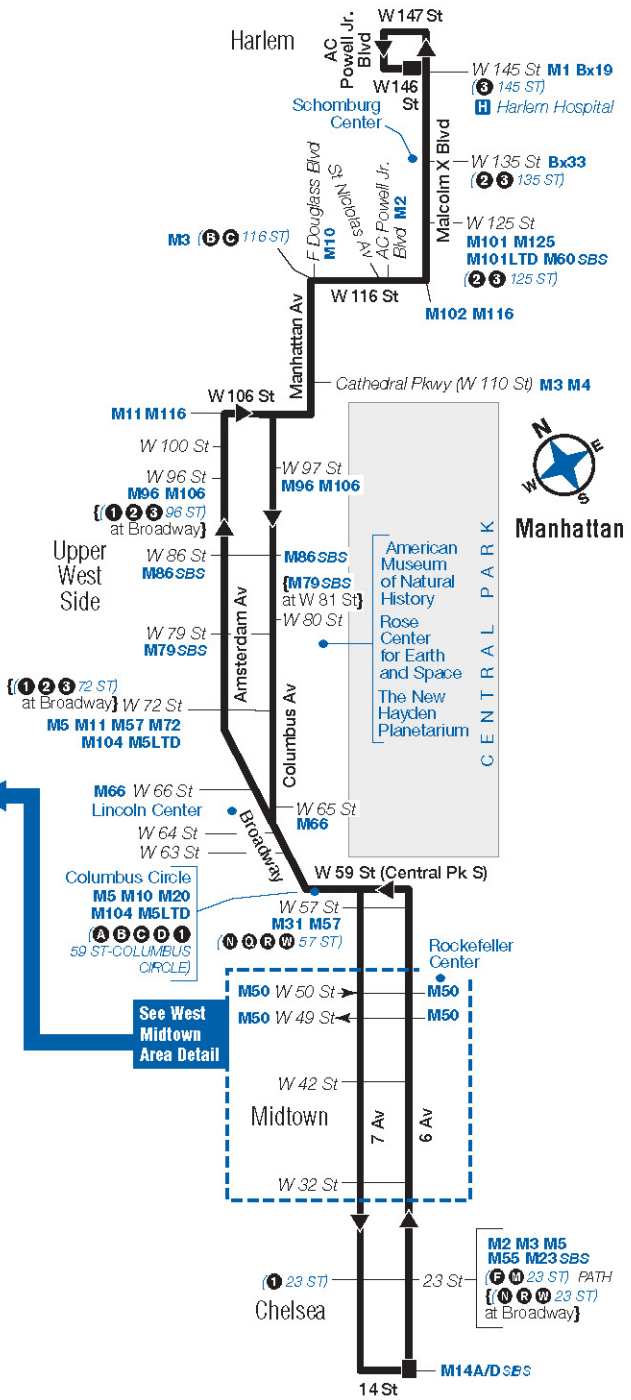 W 147 St
Harlem
AC
Powell Jr.
Blvd
W 146
St
W 145 St M1 Bx19
(3 145 ST)
H Harlem Hospital
Schomburg
Center
Malcolm X Blvd
W 135 St Bx33
(2 3 135 ST)
F Douglass Blvd
M10
St Niclolas Av
AC Powell Jr.
Blvd M2
W 125 St
M101 M125
M101LTD M60 SBS
(2 3 125 ST)
M3 (B C 116 ST)
W 116 St
M102 M116
Manhattan Av
Cathedral Pkwy (W 110 St) M3 M4
W 106 St
M11 M116
W 100 St
W 96 St
M96 M106
{(1 2 3 96 ST)
at Broadway}
W 97 St
M96 M106
N
E
W
S
Manhattan
Upper
West
Side
W 86 St
M86SBS
M86SBS
{M79SBS
at W 81 St}
W 80 St
W 79 St
M79SBS
Amsterdam Av
American
Museum
of Natural
History
Rose
Center
for Earth
and Space
The New
Hayden
Planetarium
CENTRAL PARK
{(1 2 3 72 ST)
at Broadway} W 72 St
M5 M11 M57 M72
M104 M5LTD
Columbus Av
M66 W 66 St
Lincoln Center
W 65 St
M66
W 64 St
W 63 St
Broadway
W 59 St (Central Pk S)
Columbus Circle
M5 M10 M20
M104 M5LTD
(A B C D 1
59 ST-COLUMBUS
CIRCLE)
W 57 St
M31 M57
(N Q R W 57 ST)
Rockefeller
Center
See West
Midtown
Area Detail
M50 W 50 St
M50
M50 W 49 St
M50
W 42 St
Midtown
7 Av
6 Av
W 32 St
(1 23 ST)
Chelsea
23 St
M2 M3 M5
M55 M23 SBS
(F M 23 ST) PATH
{(N R W 23 ST)
at Broadway}
M14A/D SBS
14 St